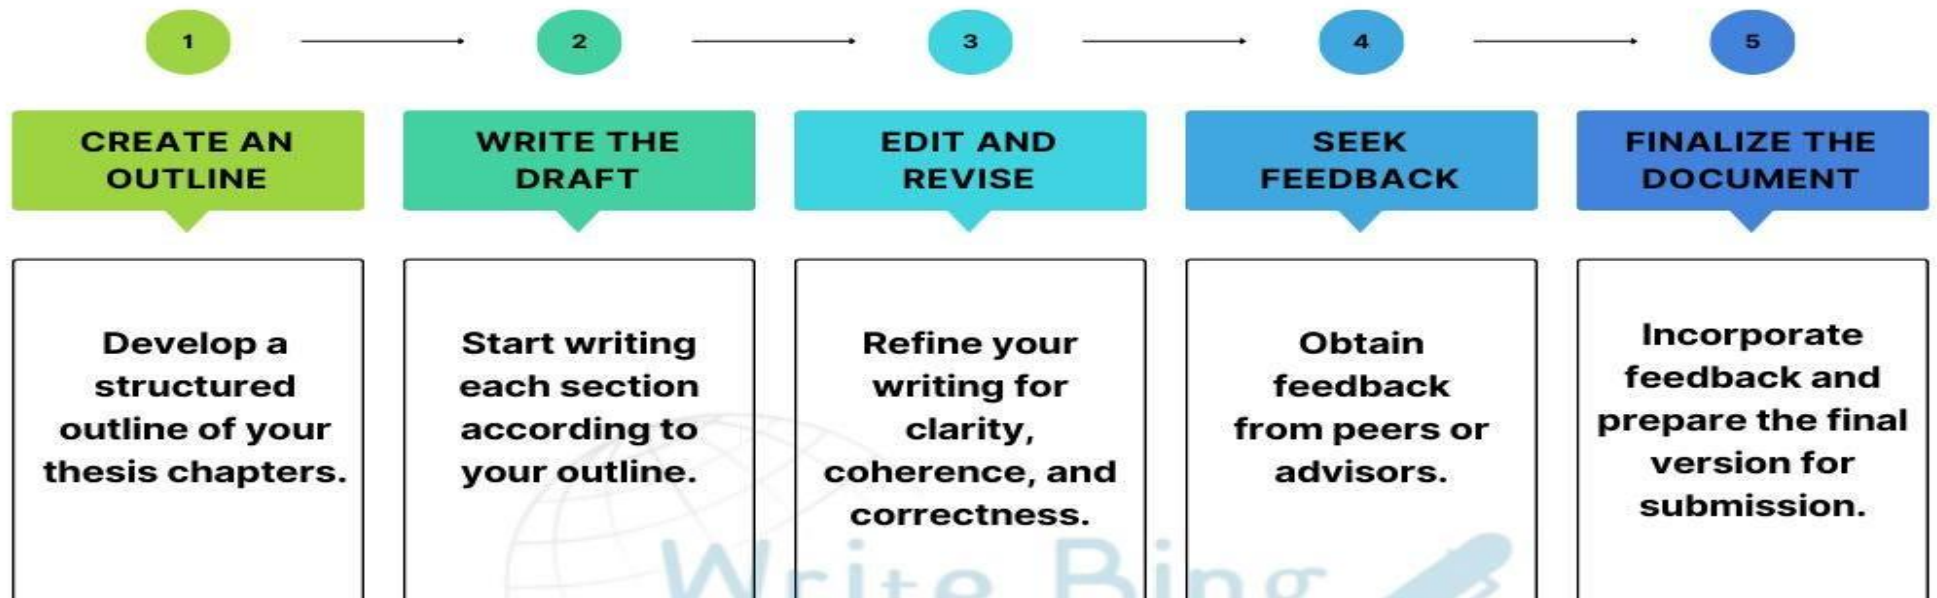 1
2
3
4
5
CREATE AN
OUTLINE
WRITE THE
DRAFT
EDIT AND
REVISE
SEEK
FEEDBACK
FINALIZE THE
DOCUMENT
Develop a
structured
outline of your
thesis chapters.
Start writing
each section
according to
your outline.
Refine your
writing for
clarity,
coherence, and
correctness.
Obtain
feedback
from peers or
advisors.
Incorporate
feedback and
prepare the final
version for
submission.
Write Bing